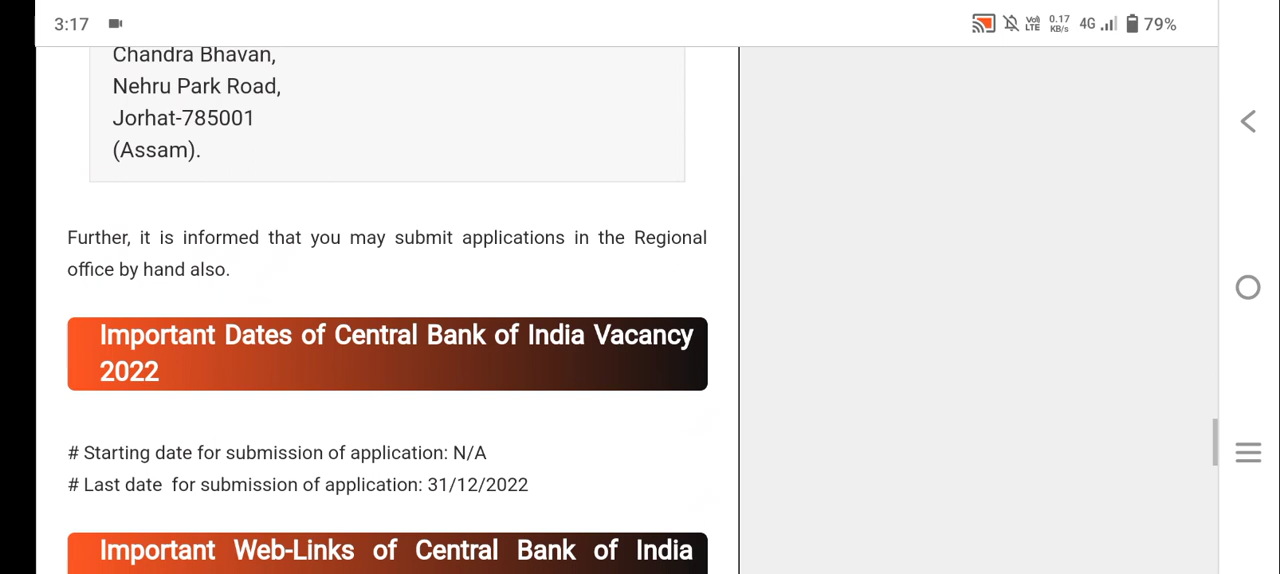 3:17
Vo) LTE
0.17 KB/s
4G
79%
Chandra Bhavan,
Nehru Park Road,
Jorhat-785001
(Assam).
Further, it is informed that you may submit applications in the Regional
office by hand also.
Important Dates of Central Bank of India Vacancy
2022
# Starting date for submission of application: N/A
# Last date for submission of application: 31/12/2022
Important Web-Links of Central Bank of India